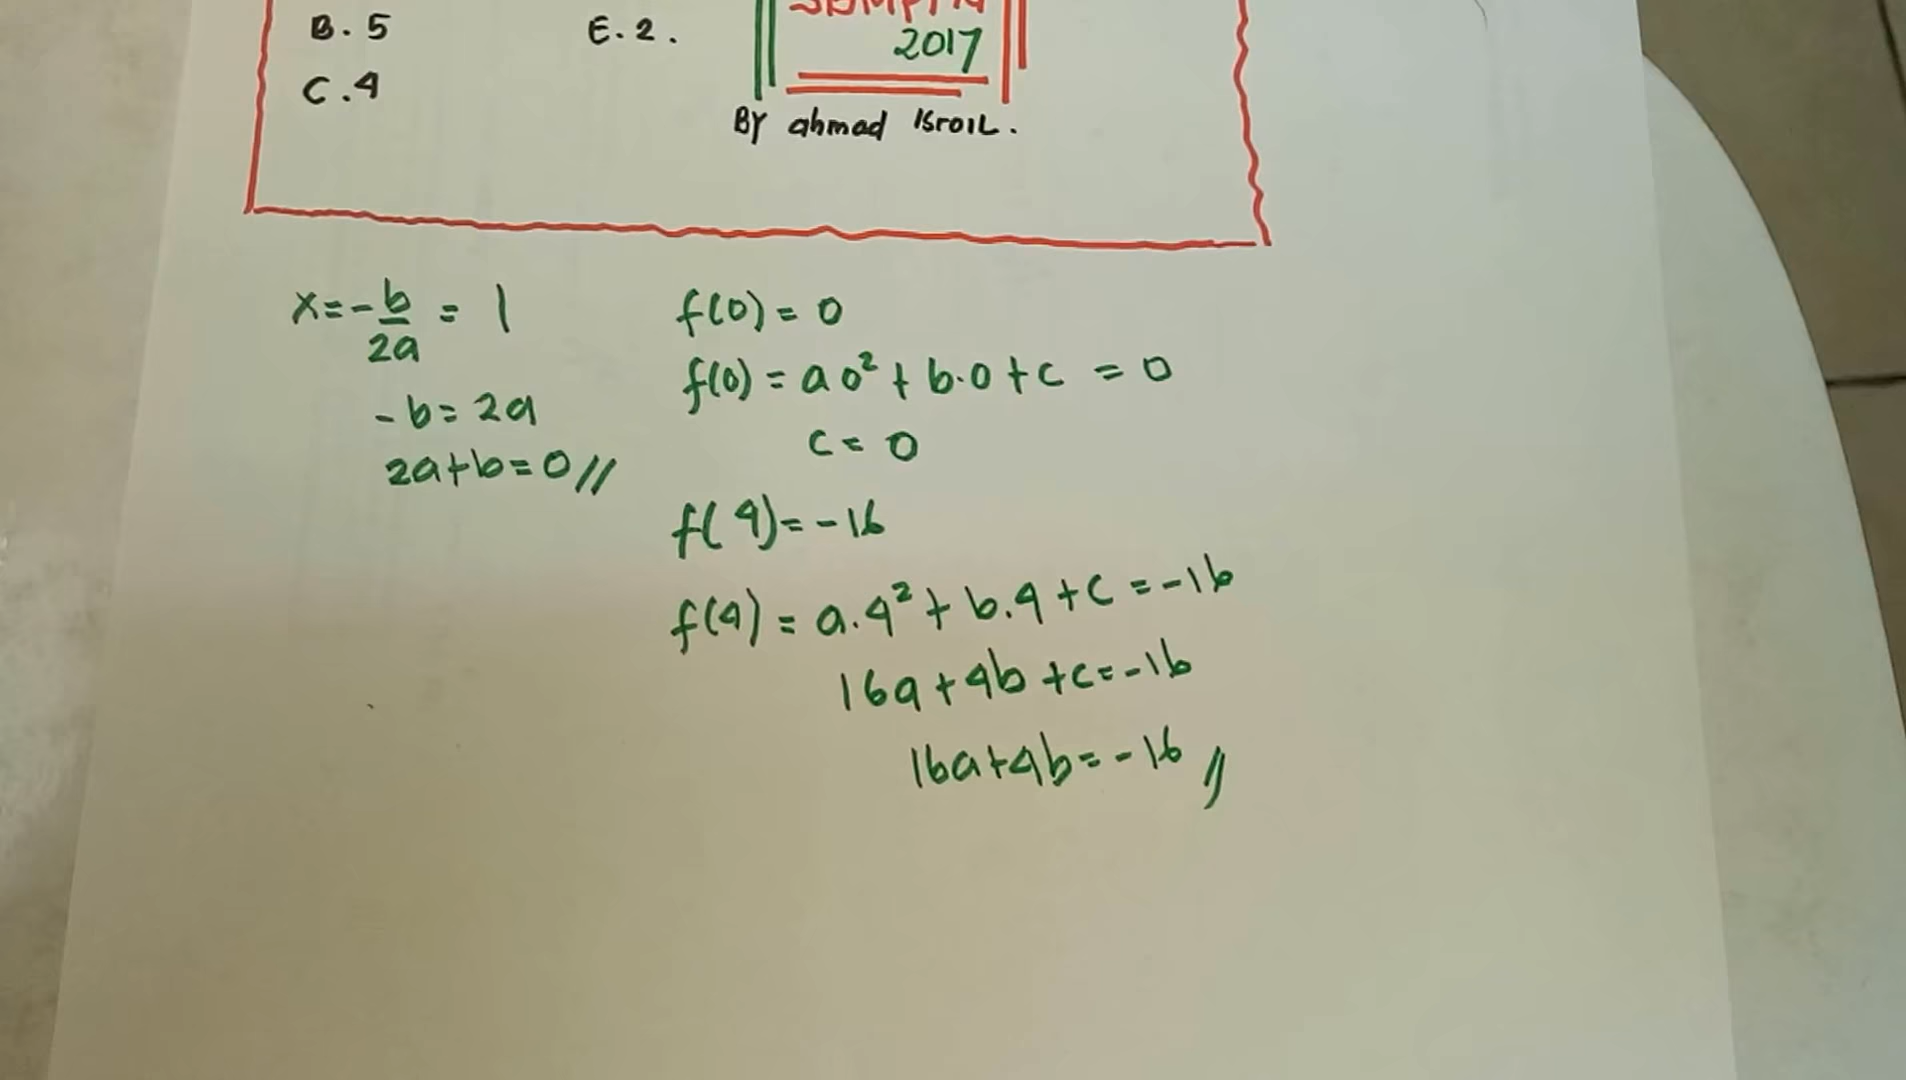 B. 5
E. 2.
C. 4
2017
By ahmad Isroil.
x = - b/2a = 1
-b = 2a
2a+b=0//
f(0) = 0
f(0) = a0² + b.0 + c = 0
c = 0
f(4) = -16
f(4) = a.4² + b.4 + c = -16
16a + 4b + c = -16
16a+4b = -16 //